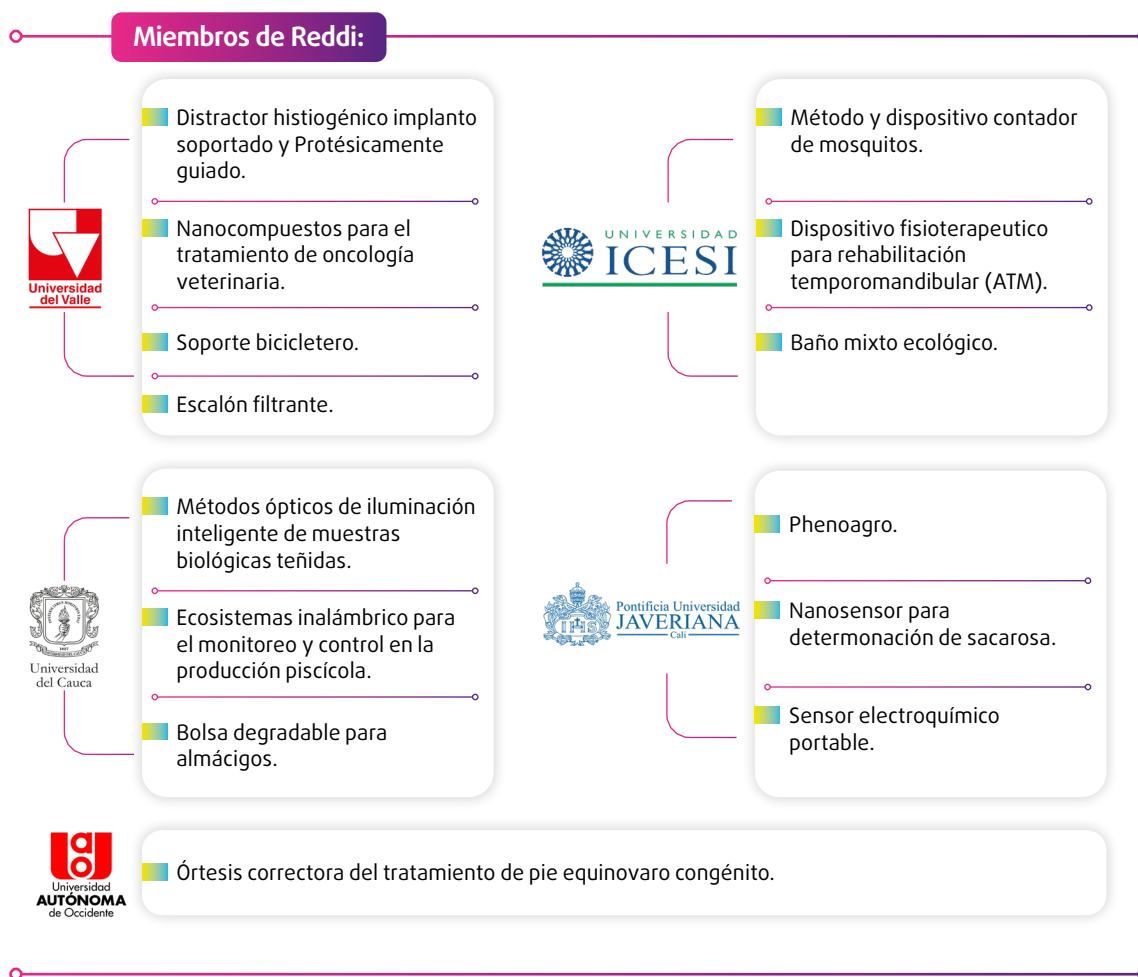 Miembros de Reddi:
Universidad
del Valle
Distractor histiogénico implanto
soportado y Protésicamente
guiado.
Nanocompuestos para el
tratamiento de oncología
veterinaria.
Soporte bicicletero.
Escalón filtrante.
UNIVERSIDAD
ICESI
Método y dispositivo contador
de mosquitos.
Dispositivo fisioterapeutico
para rehabilitación
temporomandibular (ATM).
Baño mixto ecológico.
Universidad
del Cauca
Métodos ópticos de iluminación
inteligente de muestras
biológicas teñidas.
Ecosistemas inalámbrico para
el monitoreo y control en la
producción piscícola.
Bolsa degradable para
almácigos.
IHS
Pontificia Universidad
JAVERIANA
Cali
Phenoagro.
Nanosensor para
determonación de sacarosa.
Sensor electroquímico
portable.
uao
Universidad
AUTÓNOMA
de Occidente
Órtesis correctora del tratamiento de pie equinovaro congénito.